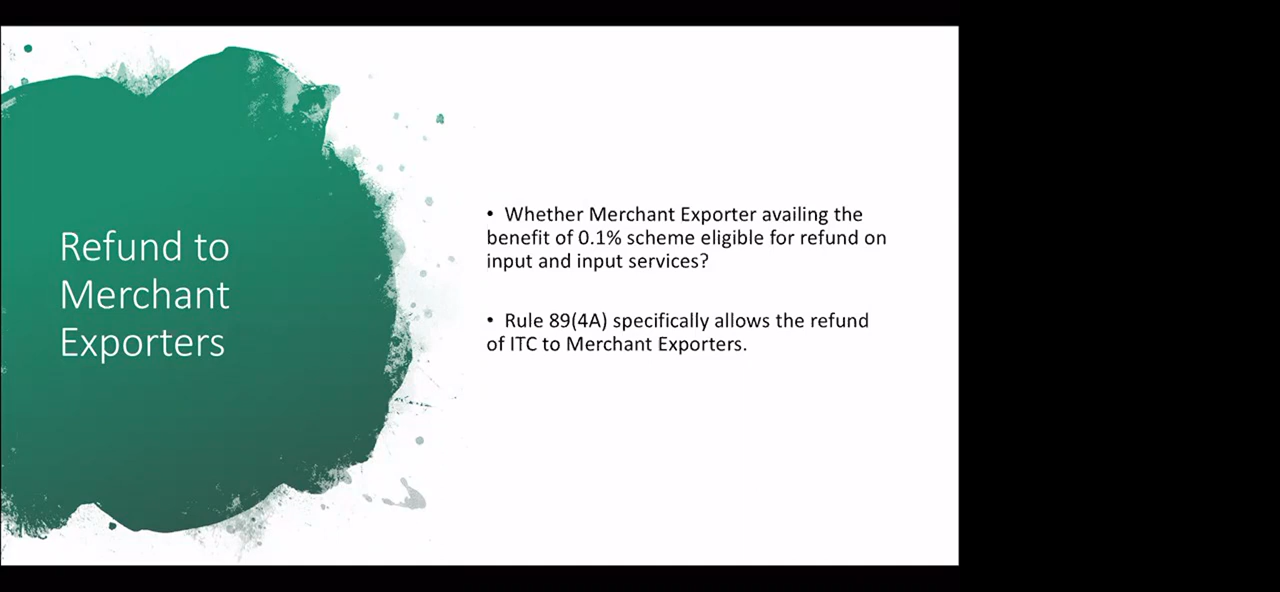 Refund to
Merchant
Exporters
• Whether Merchant Exporter availing the
benefit of 0.1% scheme eligible for refund on
input and input services?
• Rule 89(4A) specifically allows the refund
of ITC to Merchant Exporters.